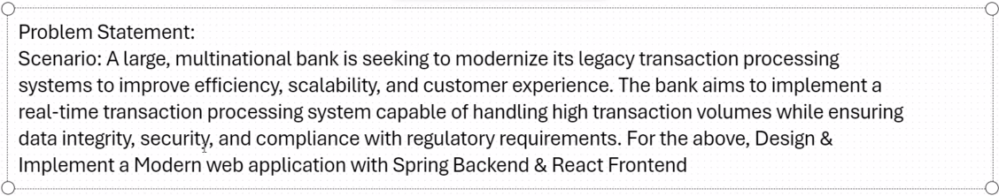 Problem Statement:
Scenario: A large, multinational bank is seeking to modernize its legacy transaction processing
systems to improve efficiency, scalability, and customer experience. The bank aims to implement a
real-time transaction processing system capable of handling high transaction volumes while ensuring
data integrity, security, and compliance with regulatory requirements. For the above, Design &
Implement a Modern web application with Spring Backend & React Frontend